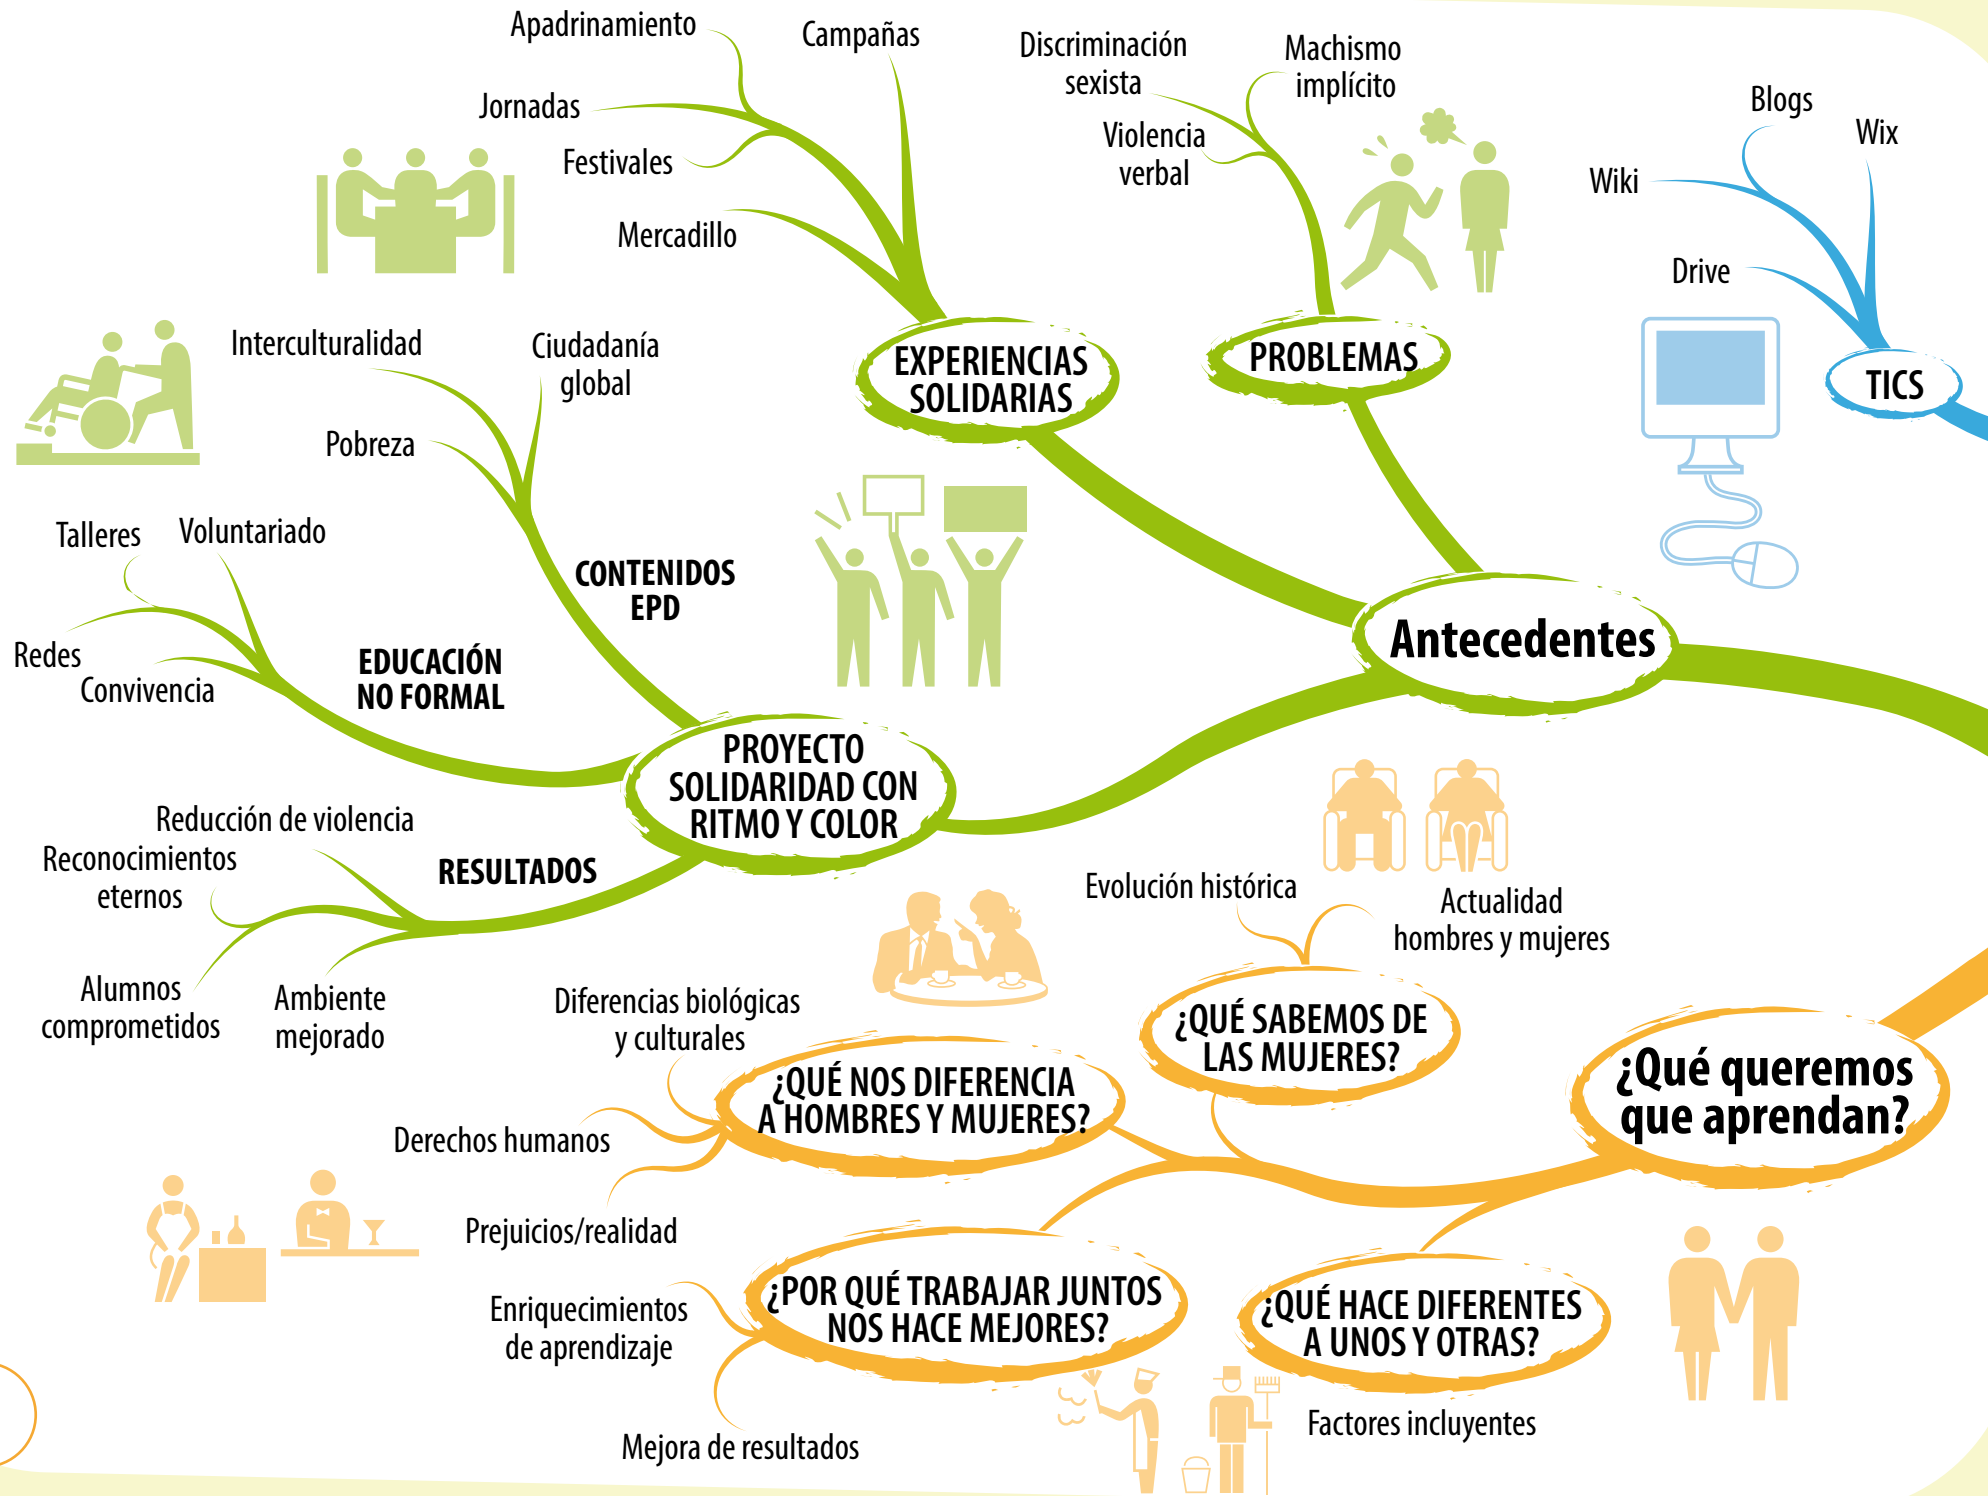 Apadrinamiento
Campañas
Jornadas
Festivales
Mercadillo
EXPERIENCIAS
SOLIDARIAS
Discriminación
sexista
Machismo
implícito
Violencia
verbal
PROBLEMAS
Blogs
Wix
Wiki
Drive
TICS
Interculturalidad
Ciudadanía
global
Pobreza
CONTENIDOS
EPD
Talleres
Voluntariado
Redes
Convivencia
EDUCACIÓN
NO FORMAL
Antecedentes
PROYECTO
SOLIDARIDAD CON
RITMO Y COLOR
Reducción de violencia
Reconocimientos
eternos
RESULTADOS
Alumnos
comprometidos
Ambiente
mejorado
Evolución histórica
Actualidad
hombres y mujeres
¿QUÉ SABEMOS DE
LAS MUJERES?
Diferencias biológicas
y culturales
¿QUÉ NOS DIFERENCIA
A HOMBRES Y MUJERES?
Derechos humanos
Prejuicios/realidad
¿Qué queremos
que aprendan?
¿POR QUÉ TRABAJAR JUNTOS
NOS HACE MEJORES?
Enriquecimientos
de aprendizaje
Mejora de resultados
¿QUÉ HACE DIFERENTES
A UNOS Y OTRAS?
Factores incluyentes